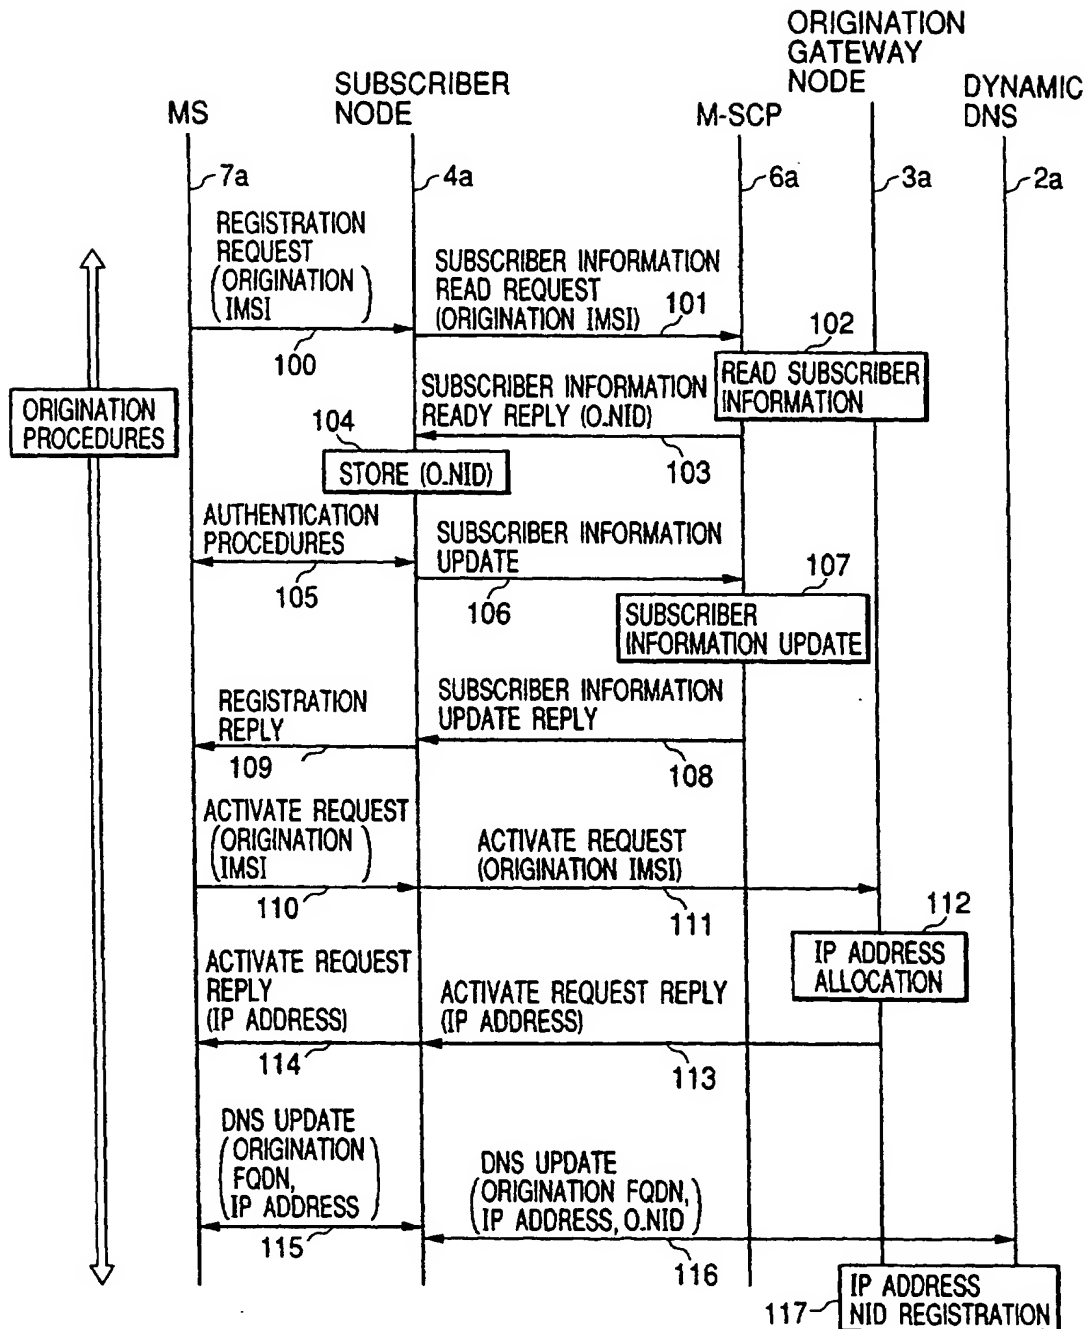 ORIGINATION
GATEWAY
NODE
SUBSCRIBER
NODE
DYNAMIC
DNS
MS
M-SCP
7a
4a
6a
3a
2a
REGISTRATION
REQUEST
(ORIGINATION
IMSI)
100
SUBSCRIBER INFORMATION
READ REQUEST
(ORIGINATION IMSI)
101
102
READ SUBSCRIBER
INFORMATION
ORIGINATION
PROCEDURES
SUBSCRIBER INFORMATION
READY REPLY (O_NID)
103
104
STORE (O_NID)
AUTHENTICATION
PROCEDURES
105
SUBSCRIBER INFORMATION
UPDATE
106
107
SUBSCRIBER
INFORMATION UPDATE
SUBSCRIBER INFORMATION
UPDATE REPLY
108
REGISTRATION
REPLY
109
ACTIVATE REQUEST
(ORIGINATION
IMSI)
110
ACTIVATE REQUEST
(ORIGINATION IMSI)
111
112
IP ADDRESS
ALLOCATION
ACTIVATE REQUEST REPLY
(IP ADDRESS)
113
ACTIVATE REQUEST
REPLY
(IP ADDRESS)
114
DNS UPDATE
(ORIGINATION
FQDN,
IP ADDRESS)
115
DNS UPDATE
(ORIGINATION FQDN,
IP ADDRESS, O_NID)
116
117
IP ADDRESS
NID REGISTRATION